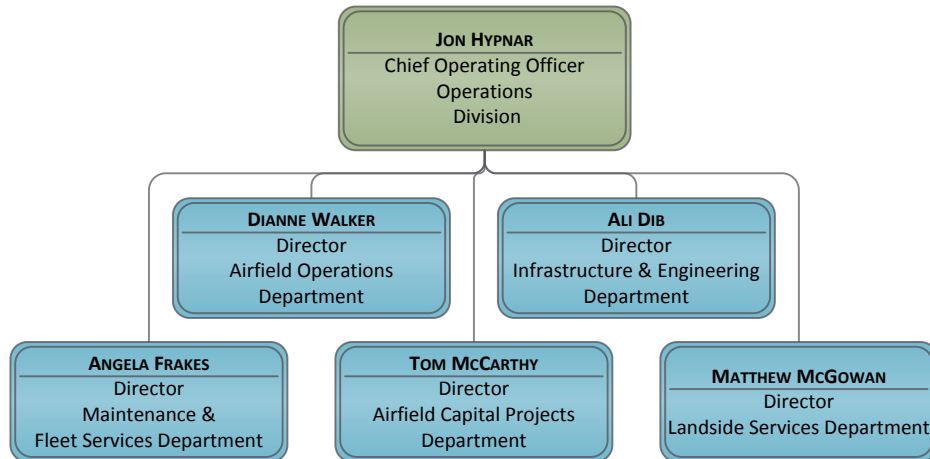 JON HYPNAR
Chief Operating Officer
Operations
Division
DIANNE WALKER
Director
Airfield Operations
Department
ALI DIB
Director
Infrastructure & Engineering
Department
ANGELA FRAKES
Director
Maintenance &
Fleet Services Department
TOM MCCARTHY
Director
Airfield Capital Projects
Department
MATTHEW MCGOWAN
Director
Landside Services Department